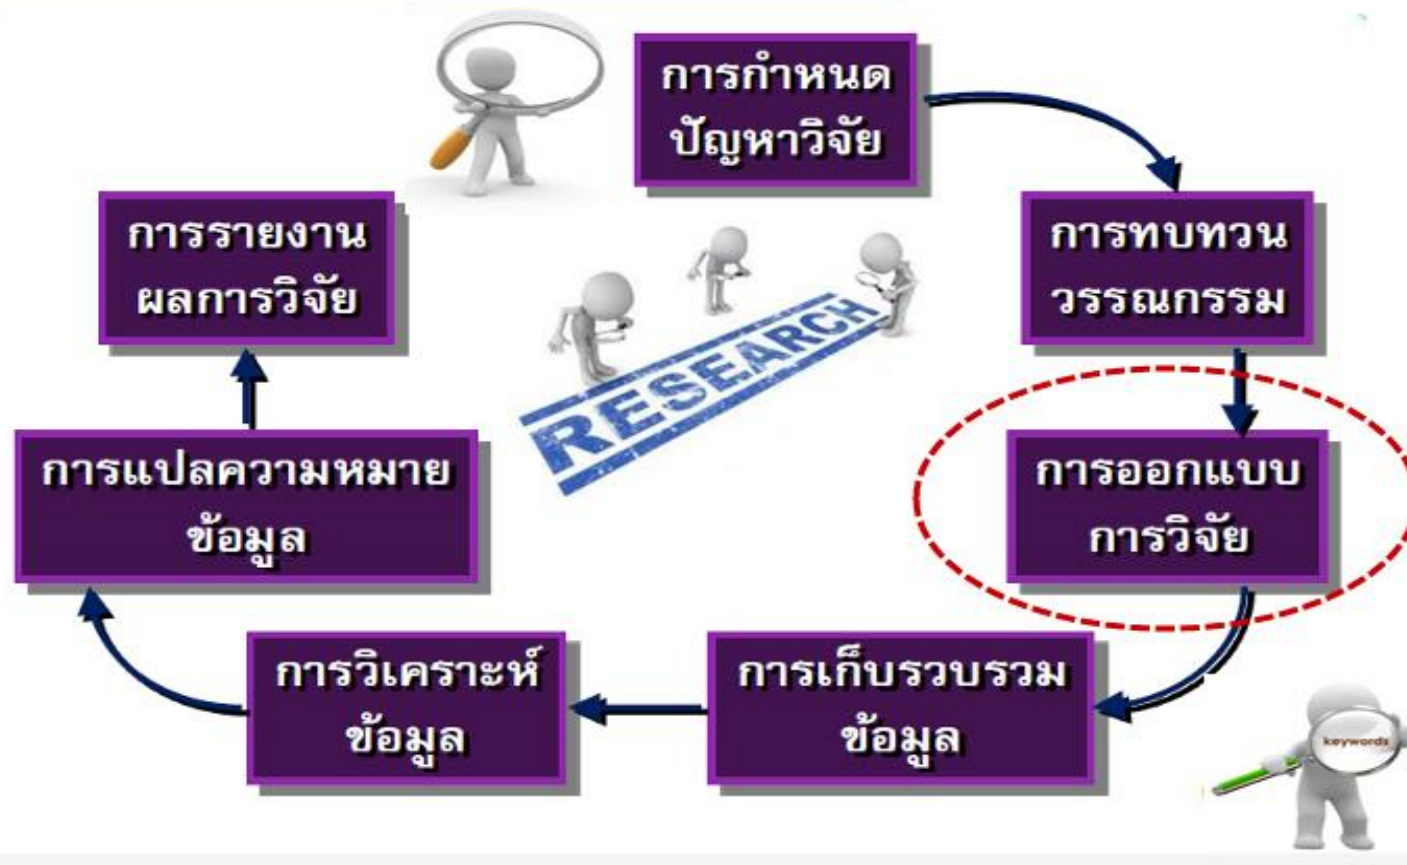 การกำหนด
ปัญหาวิจัย
การทบทวน
วรรณกรรม
การออกแบบ
การวิจัย
การเก็บรวบรวม
ข้อมูล
การวิเคราะห์
ข้อมูล
การแปลความหมาย
ข้อมูล
การรายงาน
ผลการวิจัย
RESEARCH
keywords